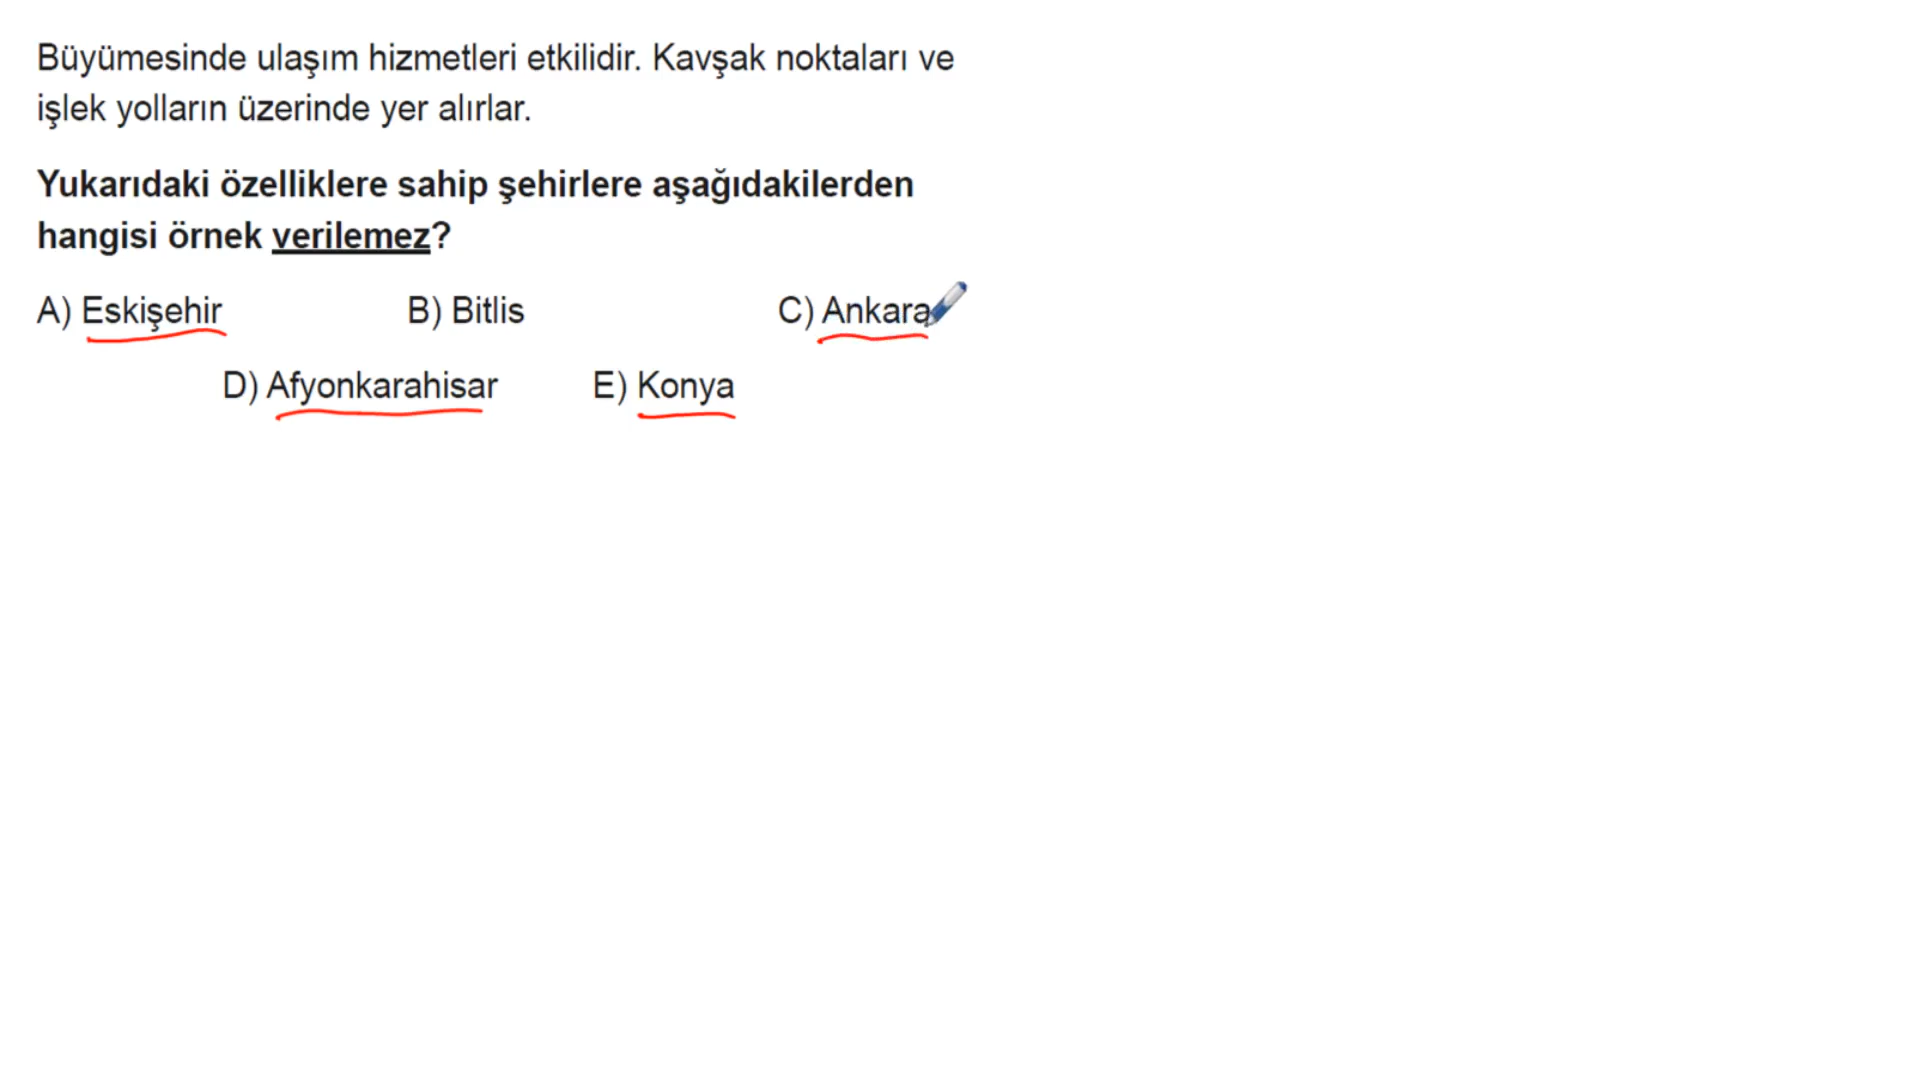 Büyümesinde ulaşım hizmetleri etkilidir. Kavşak noktaları ve
işlek yolların üzerinde yer alırlar.
Yukarıdaki özelliklere sahip şehirlere aşağıdakilerden
hangisi örnek verilemez?
A) Eskişehir B) Bitlis C) Ankara
D) Afyonkarahisar E) Konya